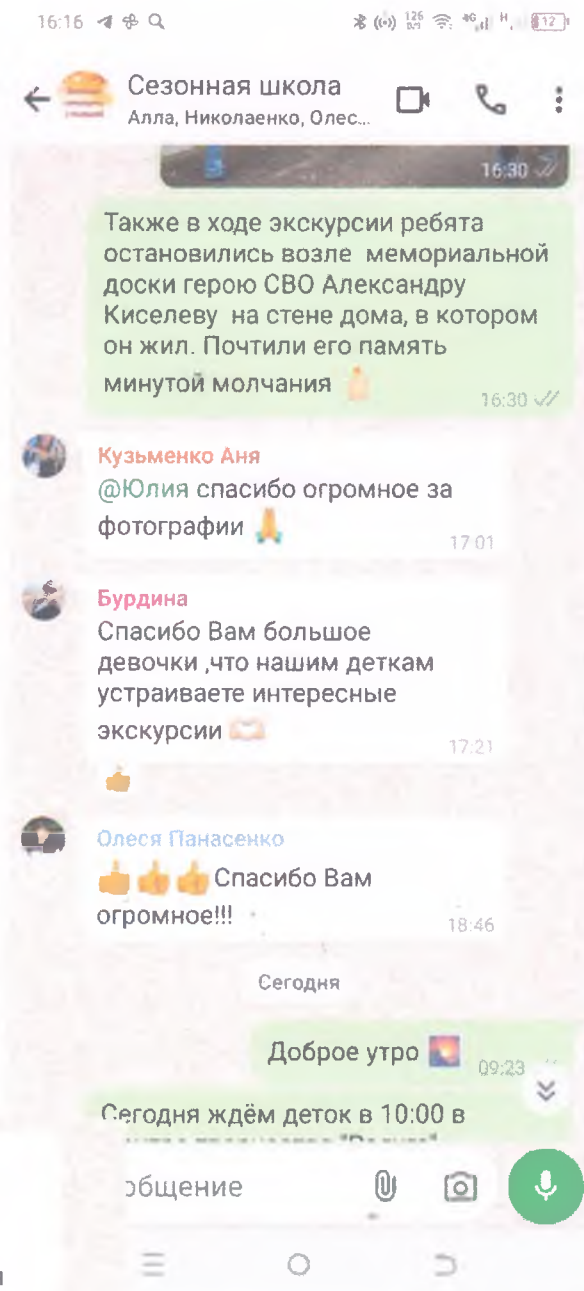 16:16
126
4G
H
12
Сезонная школа
Алла, Николаенко, Олес...
16:30
Также в ходе экскурсии ребята
остановились возле мемориальной
доски герою СВО Александру
Киселеву на стене дома, в котором
он жил. Почтили его память
минутой молчания
16:30
Кузьменко Аня
@Юлия спасибо огромное за
фотографии
17:01
Бурдина
Спасибо Вам большое
девочки ,что нашим деткам
устраиваете интересные
экскурсии
17:21
Олеся Панасенко
Спасибо Вам
огромное!!!
18:46
Сегодня
Доброе утро
09:23
Сегодня ждём деток в 10:00 в
общение